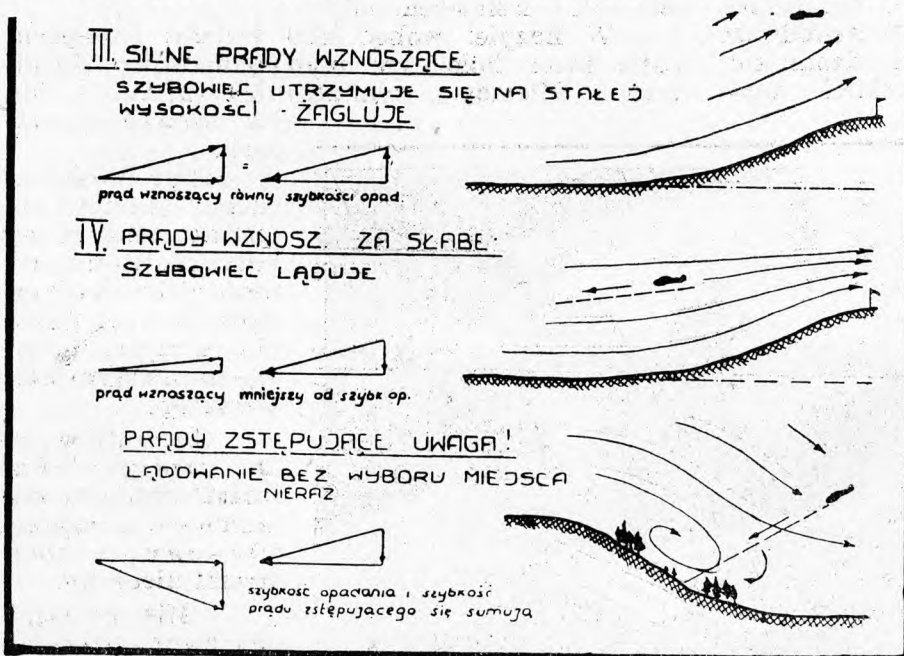 III. SILNE PRĄDY WZNOSZĄCE
SZYBOWIEC UTRZYMUJE SIĘ NA STAŁEJ
WYSOKOŚCI ŻAGLUJE
=
prąd wznoszący równy szybkości opad.
IV. PRĄDY WZNOSZ. ZA SŁABE
SZYBOWIEC LĄDUJE
prąd wznoszący mniejszy od szybk op.
PRĄDY ZSTĘPUJĄCE UWAGA!
LĄDOWANIE BEZ WYBORU MIEJSCA
NIERAZ
szybkosc opadania i szybkość
prądu zstępującego się sumują